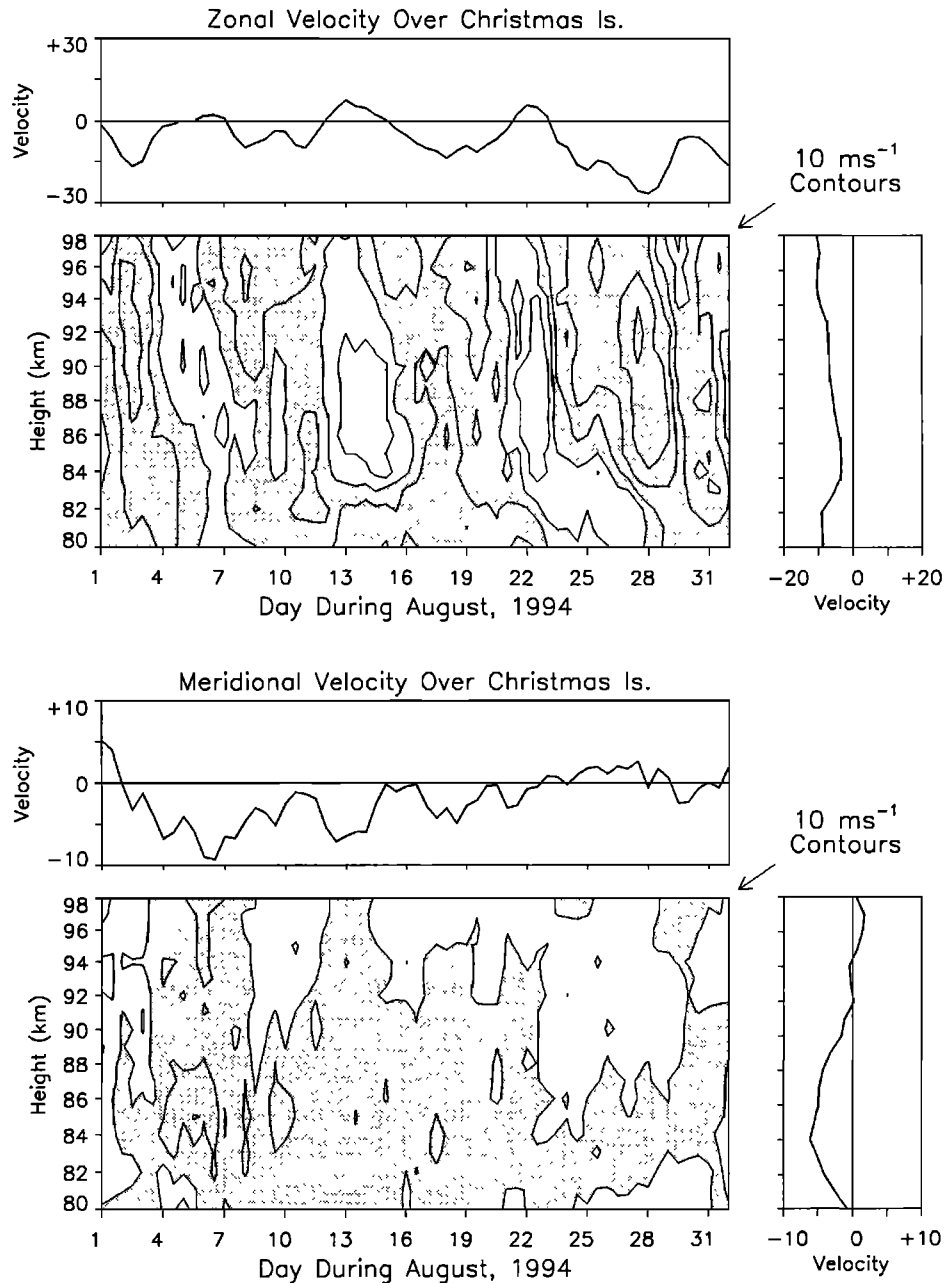 Zonal Velocity Over Christmas Is.
+30
0
-30
Velocity
10 ms⁻¹
Contours
98
96
94
92
90
88
86
84
82
80
Height (km)
1 4 7 10 13 16 19 22 25 28 31
Day During August, 1994
-20 0 +20
Velocity
Meridional Velocity Over Christmas Is.
+10
0
-10
Velocity
10 ms⁻¹
Contours
98
96
94
92
90
88
86
84
82
80
Height (km)
1 4 7 10 13 16 19 22 25 28 31
Day During August, 1994
-10 0 +10
Velocity